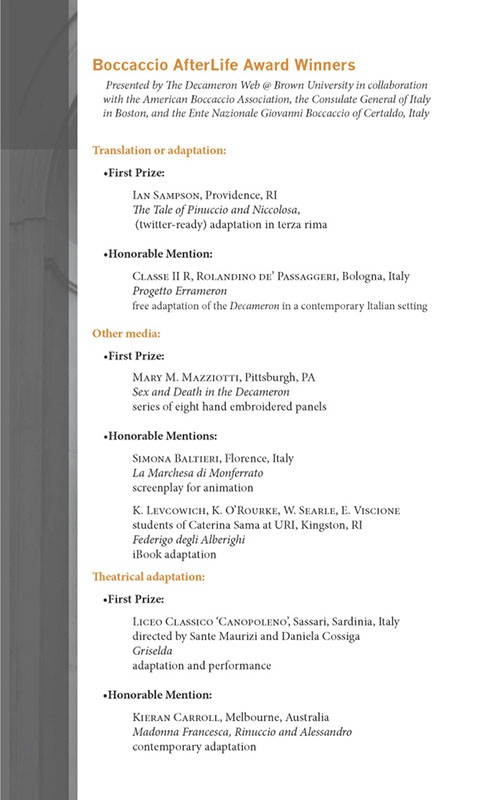 Boccaccio AfterLife Award Winners
Presented by The Decameron Web @ Brown University in collaboration
with the American Boccaccio Association, the Consulate General of Italy
in Boston, and the Ente Nazionale Giovanni Boccaccio of Certaldo, Italy
Translation or adaptation:
•First Prize:
Ian Sampson, Providence, RI
The Tale of Pinuccio and Niccolosa,
(twitter-ready) adaptation in terza rima
•Honorable Mention:
Classe II R, Rolandino de' Passaggeri, Bologna, Italy
Progetto Errameron
free adaptation of the Decameron in a contemporary Italian setting
Other media:
•First Prize:
Mary M. Mazziotti, Pittsburgh, PA
Sex and Death in the Decameron
series of eight hand embroidered panels
•Honorable Mentions:
Simona Baltieri, Florence, Italy
La Marchesa di Monferrato
screenplay for animation
K. Levcowich, K. O'Rourke, W. Searle, E. Viscione
students of Caterina Sama at URI, Kingston, RI
Federigo degli Alberighi
iBook adaptation
Theatrical adaptation:
•First Prize:
Liceo Classico 'Canopoleno', Sassari, Sardinia, Italy
directed by Sante Maurizi and Daniela Cossiga
Griselda
adaptation and performance
•Honorable Mention:
Kieran Carroll, Melbourne, Australia
Madonna Francesca, Rinuccio and Alessandro
contemporary adaptation